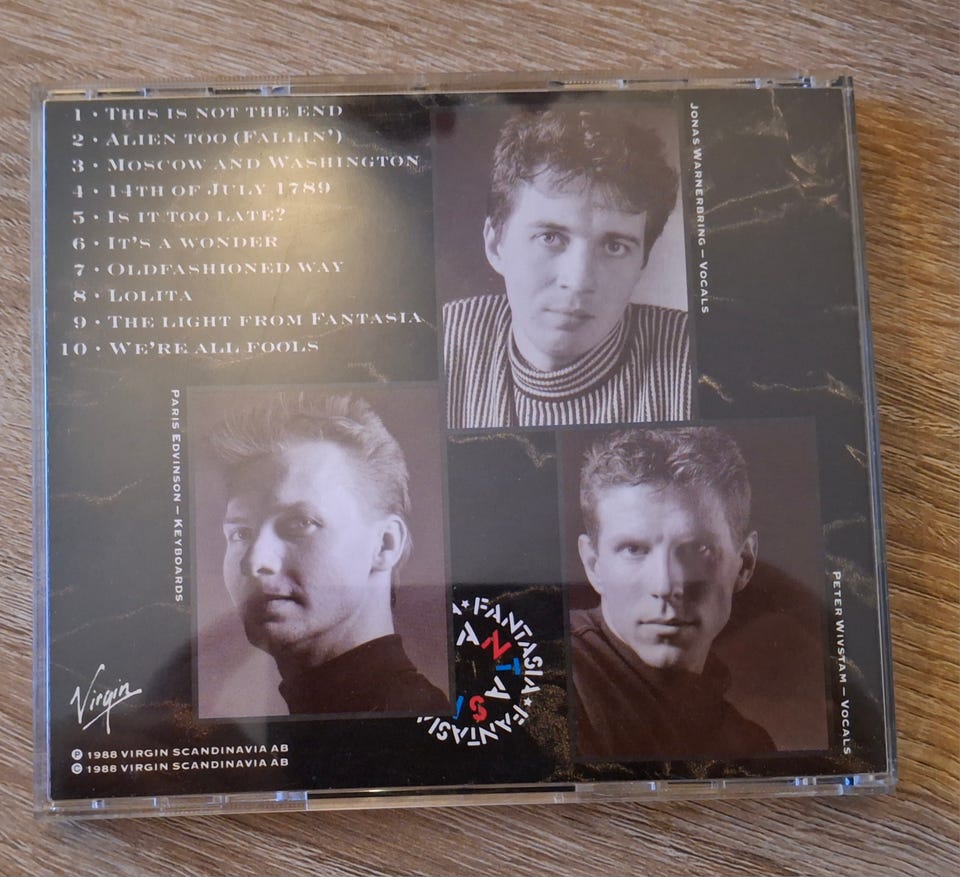 1 • THIS IS NOT THE END
2 • ALIEN TOO (FALLIN')
3 • MOSCOW AND WASHINGTON
4 • 14TH OF JULY 1789
5 • IS IT TOO LATE?
6 • IT'S A WONDER
7 • OLDFASHIONED WAY
8 • LOLITA
9 • THE LIGHT FROM FANTASIA
10 • WE'RE ALL FOOLS
JONAS WARNERBRING – VOCALS
PARIS EDVINSON – KEYBOARDS
PETER WIVSTAM – VOCALS
A★FANTASIA★FANTASI
ANTASI
Virgin
Ⓟ 1988 VIRGIN SCANDINAVIA AB
© 1988 VIRGIN SCANDINAVIA AB